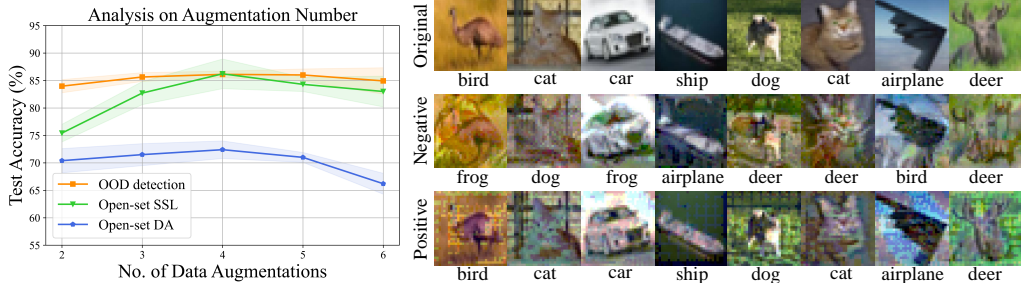 Analysis on Augmentation Number
Test Accuracy (%)
95
90
85
80
75
70
65
60
55
OOD detection
Open-set SSL
Open-set DA
2 3 4 5 6
No. of Data Augmentations
Original
bird cat car ship dog cat airplane deer
Negative
frog dog frog airplane deer deer bird deer
Positive
bird cat car ship dog cat airplane deer